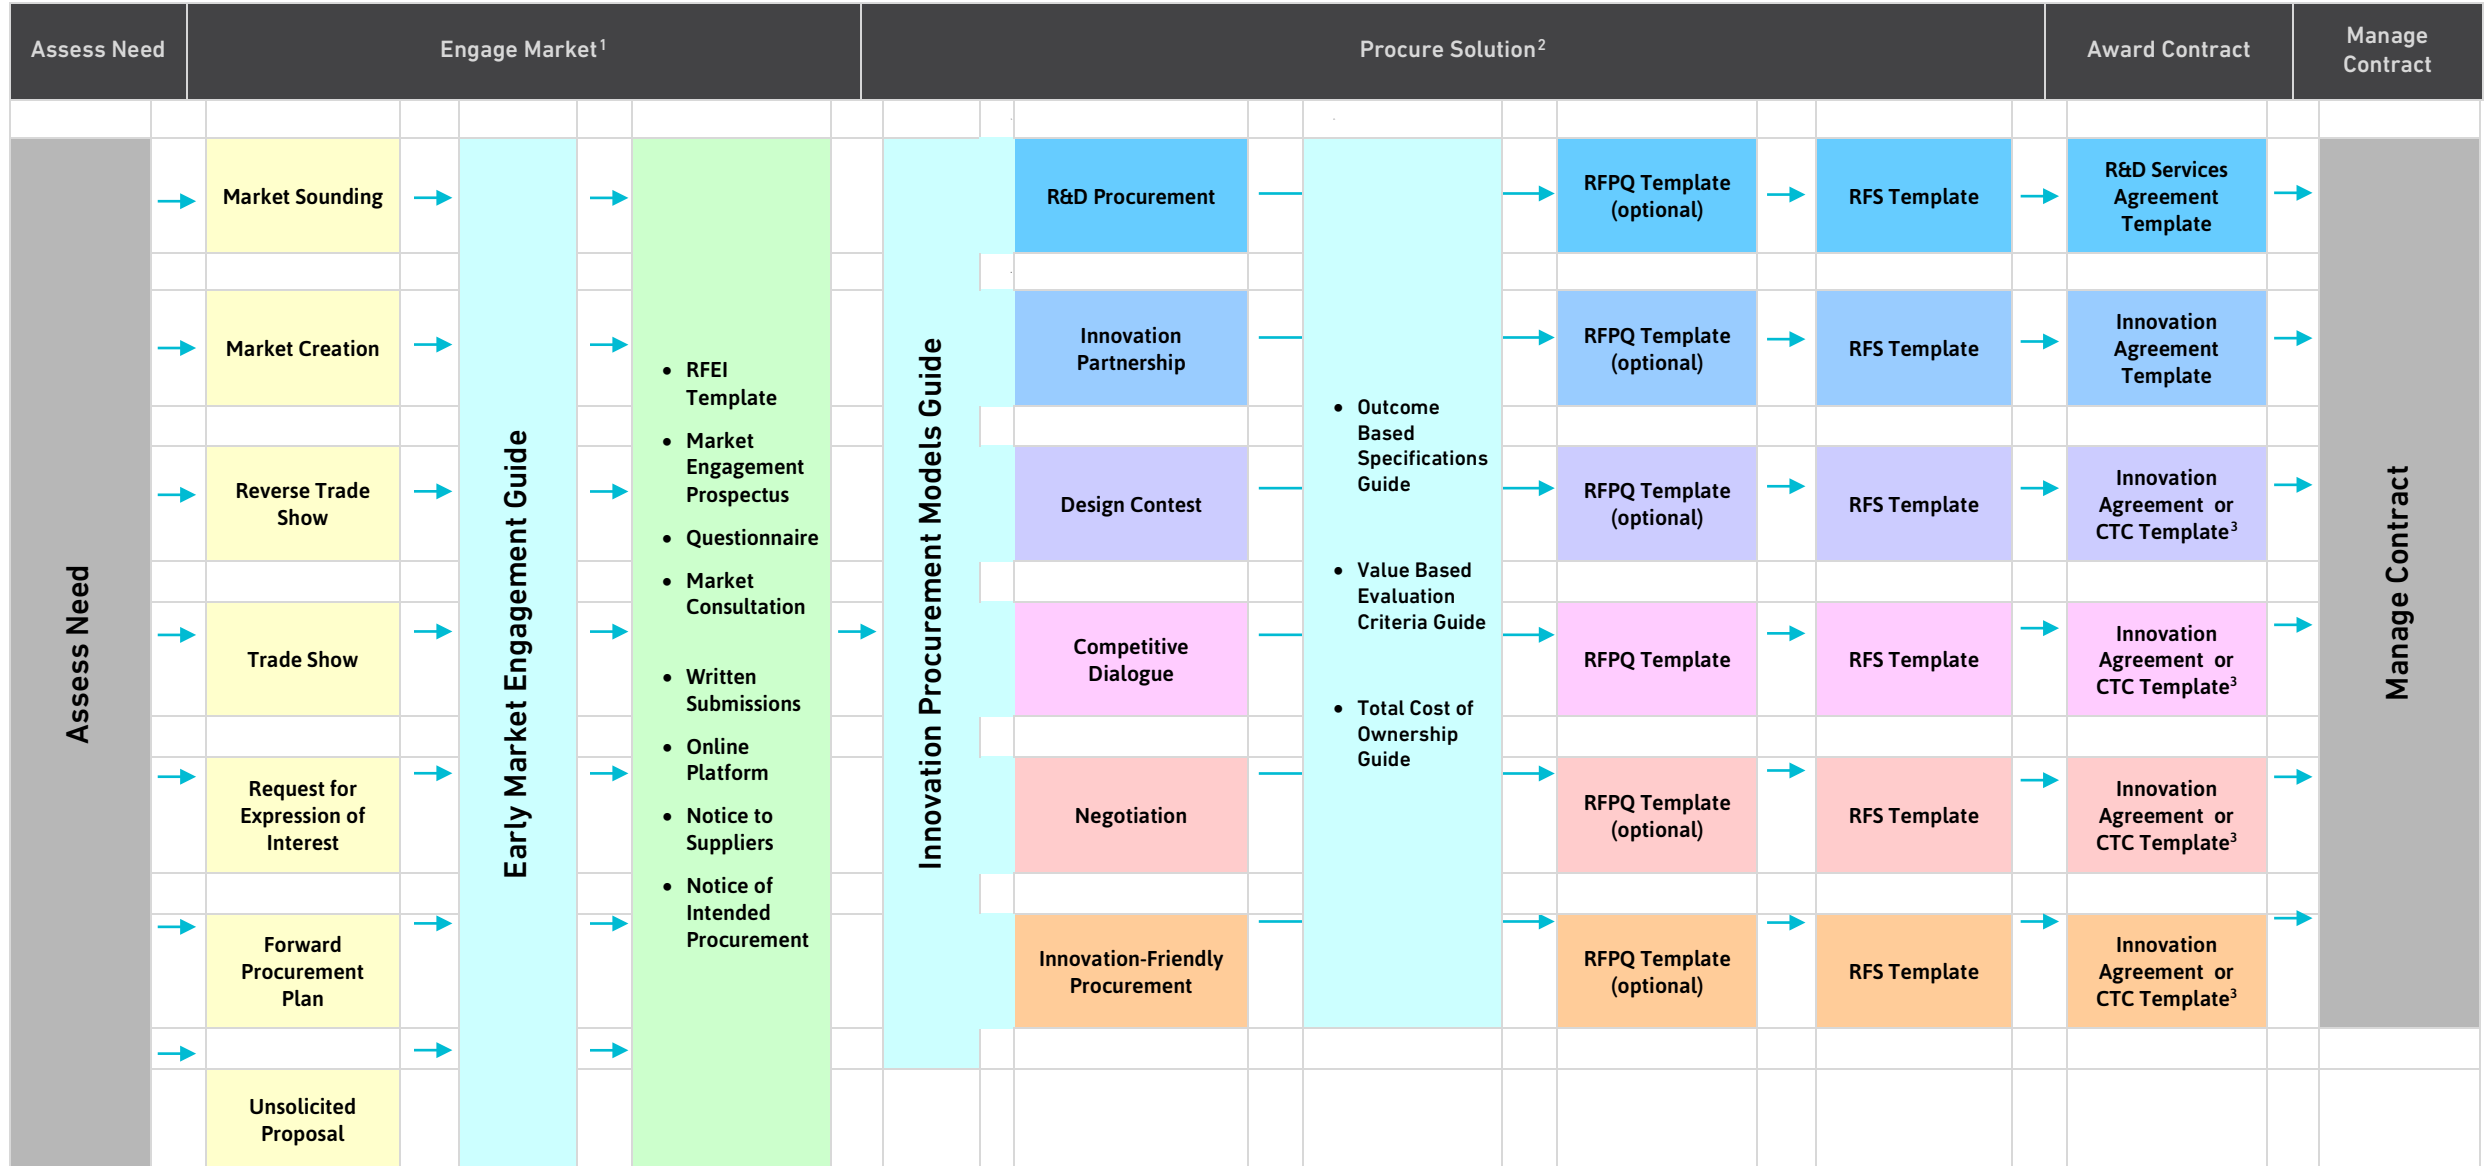 Assess Need
Engage Market¹
Procure Solution²
Award Contract
Manage
Contract
Assess Need
Market Sounding
Market Creation
Reverse Trade
Show
Trade Show
Request for
Expression of
Interest
Forward
Procurement
Plan
Unsolicited
Proposal
Early Market Engagement Guide
• RFEI
Template
• Market
Engagement
Prospectus
• Questionnaire
• Market
Consultation
• Written
Submissions
• Online
Platform
• Notice to
Suppliers
• Notice of
Intended
Procurement
Innovation Procurement Models Guide
R&D Procurement
Innovation
Partnership
Design Contest
Competitive
Dialogue
Negotiation
Innovation-Friendly
Procurement
• Outcome
Based
Specifications
Guide
• Value Based
Evaluation
Criteria Guide
• Total Cost of
Ownership
Guide
RFPQ Template
(optional)
RFS Template
R&D Services
Agreement
Template
RFPQ Template
(optional)
RFS Template
Innovation
Agreement
Template
RFPQ Template
(optional)
RFS Template
Innovation
Agreement or
CTC Template³
RFPQ Template
RFS Template
Innovation
Agreement or
CTC Template³
RFPQ Template
(optional)
RFS Template
Innovation
Agreement or
CTC Template³
RFPQ Template
(optional)
RFS Template
Innovation
Agreement or
CTC Template³
Manage Contract